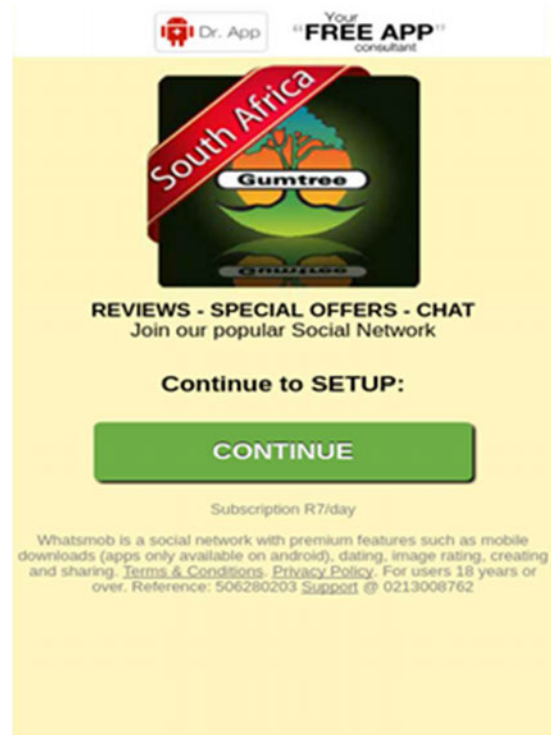 Dr. App
Your
"FREE APP"
consultant
South Africa
Gumtree
Gumtree
REVIEWS - SPECIAL OFFERS - CHAT
Join our popular Social Network
Continue to SETUP:
CONTINUE
Subscription R7/day
Whatsmob is a social network with premium features such as mobile
downloads (apps only available on android), dating, image rating, creating
and sharing. Terms & Conditions. Privacy Policy. For users 18 years or
over. Reference: 506280203 Support @ 0213008762